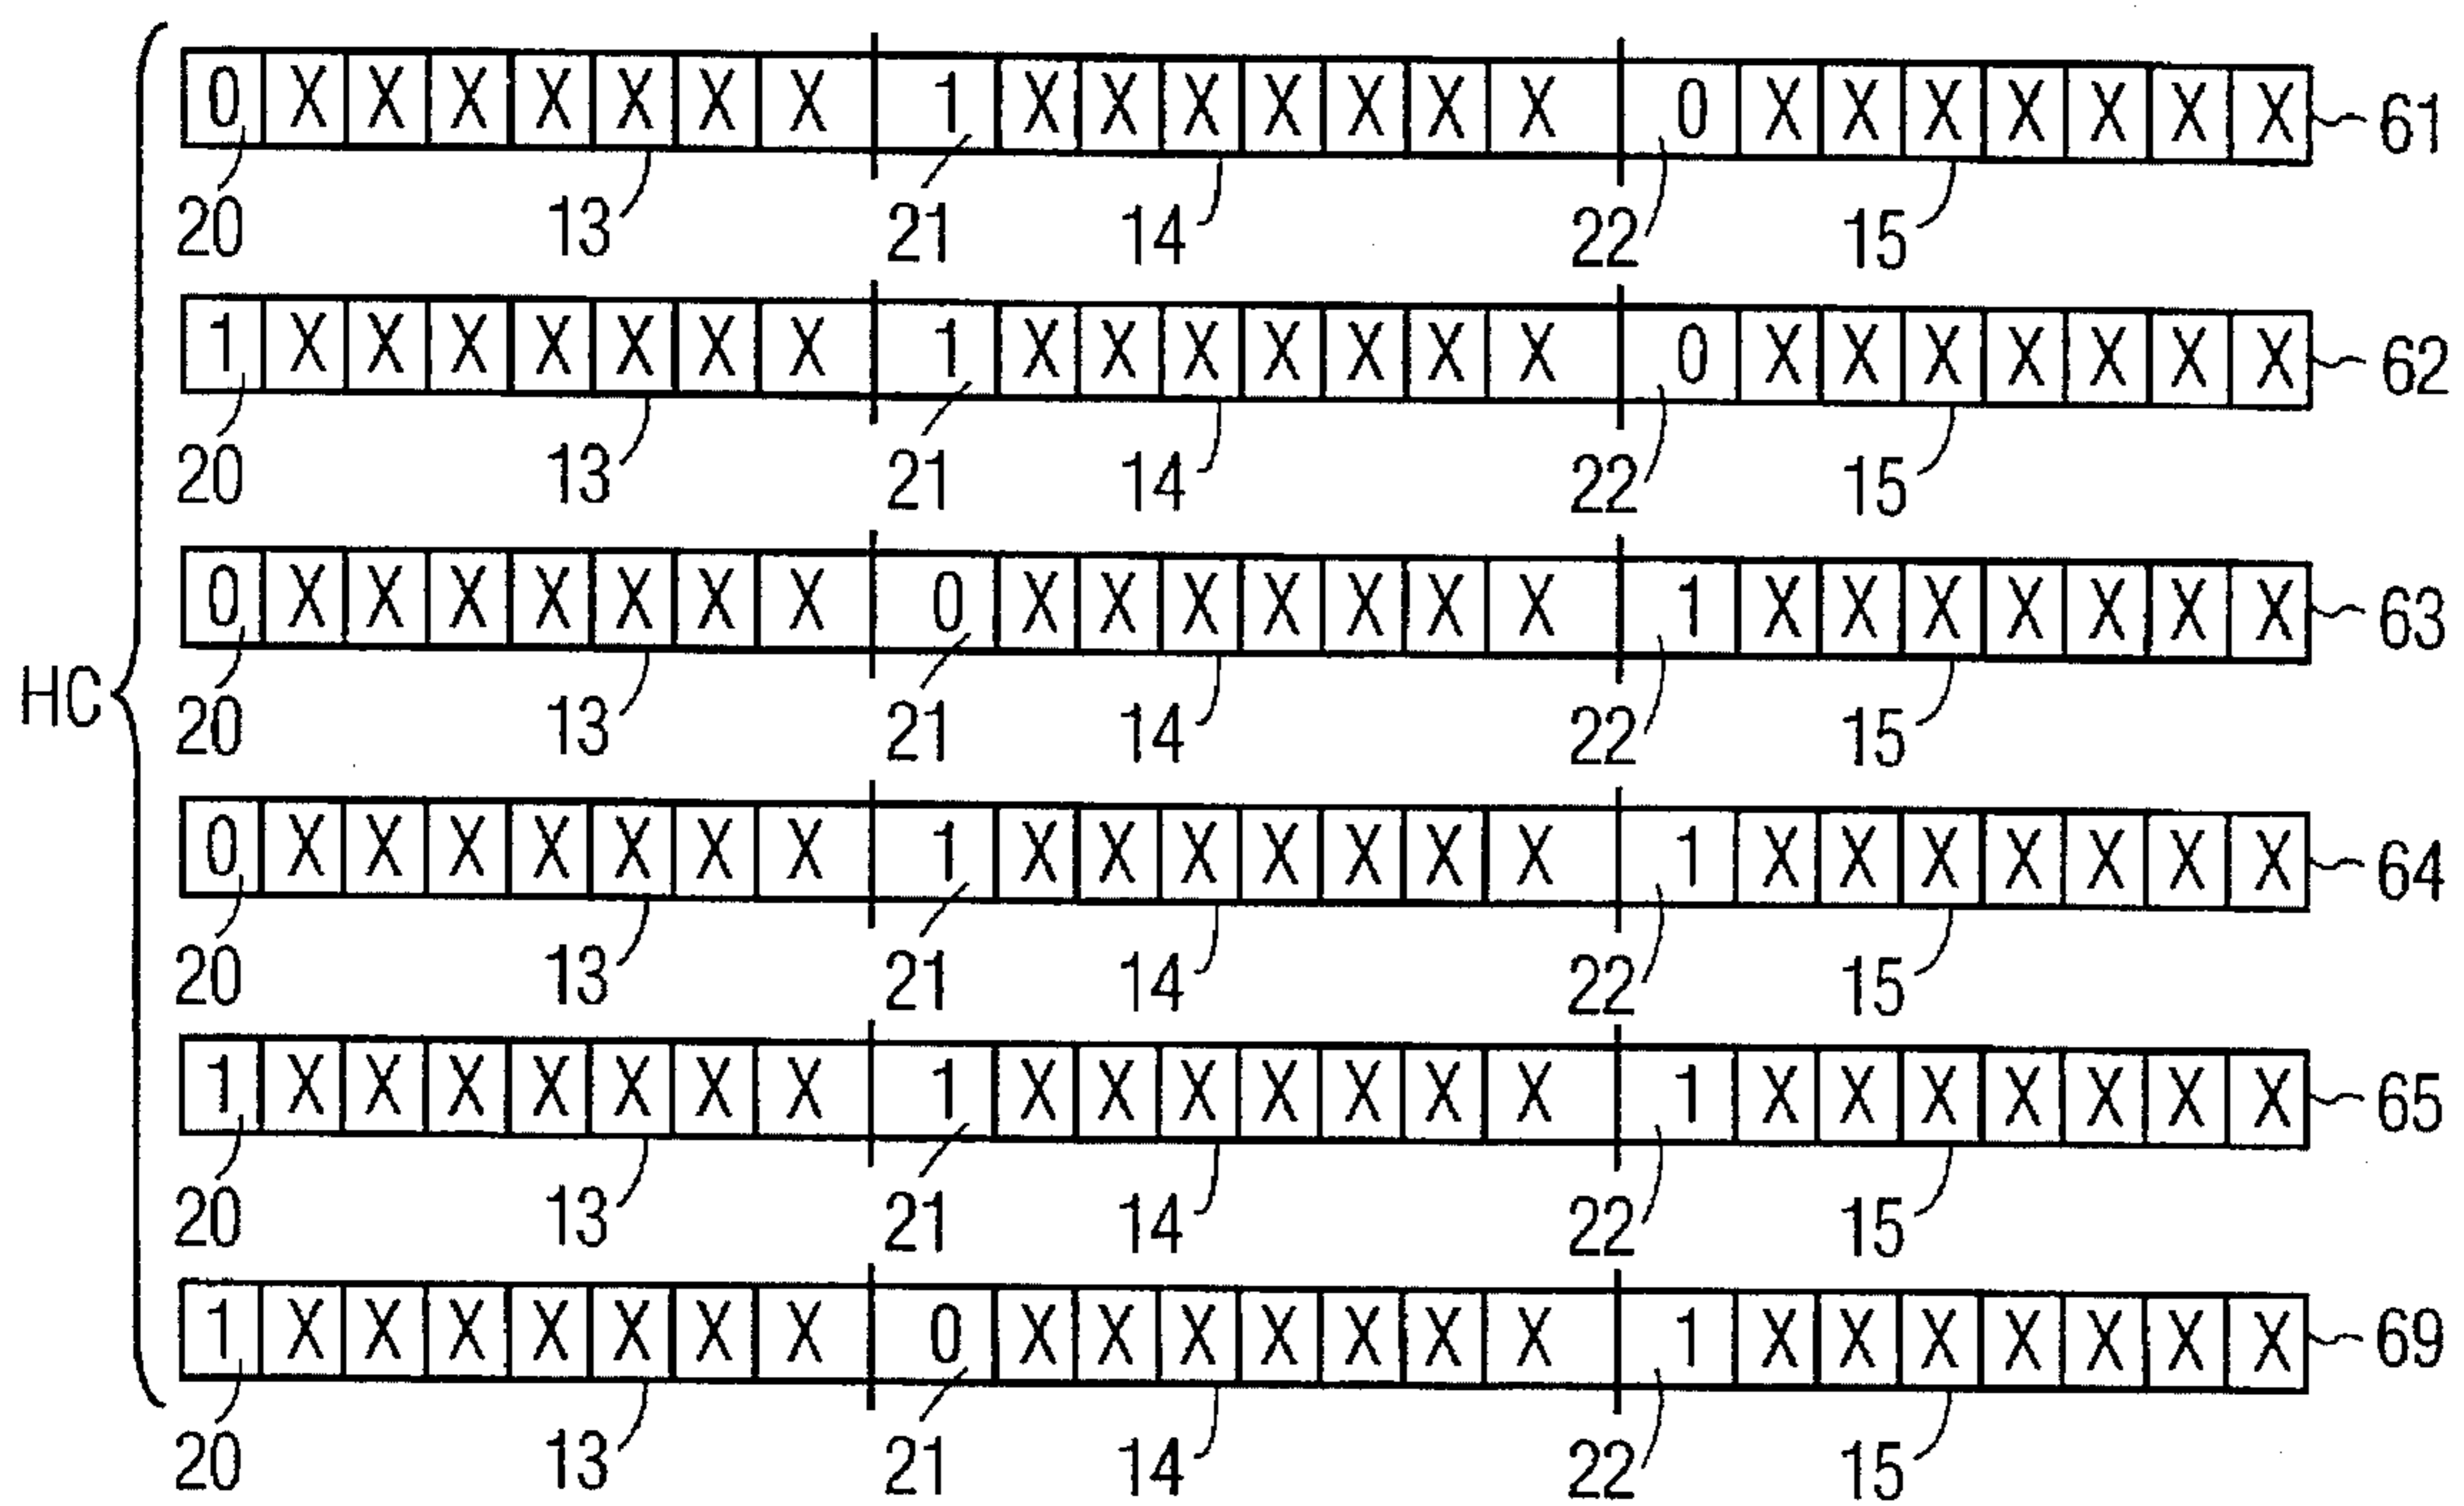 0 X X X X X X X 1 X X X X X X X 0 X X X X X X X 61
20 13 21 14 22 15
1 X X X X X X X 1 X X X X X X X 0 X X X X X X X 62
20 13 21 14 22 15
0 X X X X X X X 0 X X X X X X X 1 X X X X X X X 63
20 13 21 14 22 15
HC
0 X X X X X X X 1 X X X X X X X 1 X X X X X X X 64
20 13 21 14 22 15
1 X X X X X X X 1 X X X X X X X 1 X X X X X X X 65
20 13 21 14 22 15
1 X X X X X X X 0 X X X X X X X 1 X X X X X X X 69
20 13 21 14 22 15